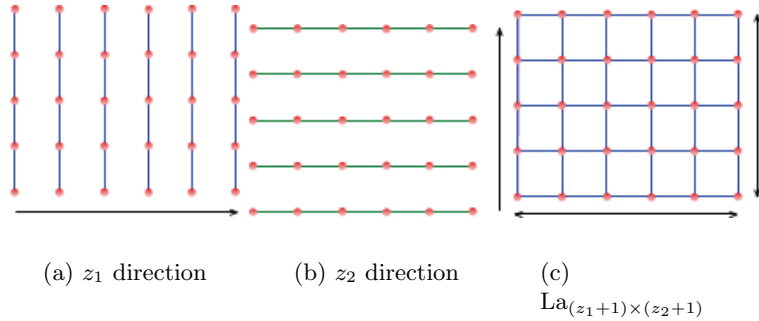 (a) z₁ direction
(b) z₂ direction
(c)
La₍z₁₊₁₎×₍z₂₊₁₎